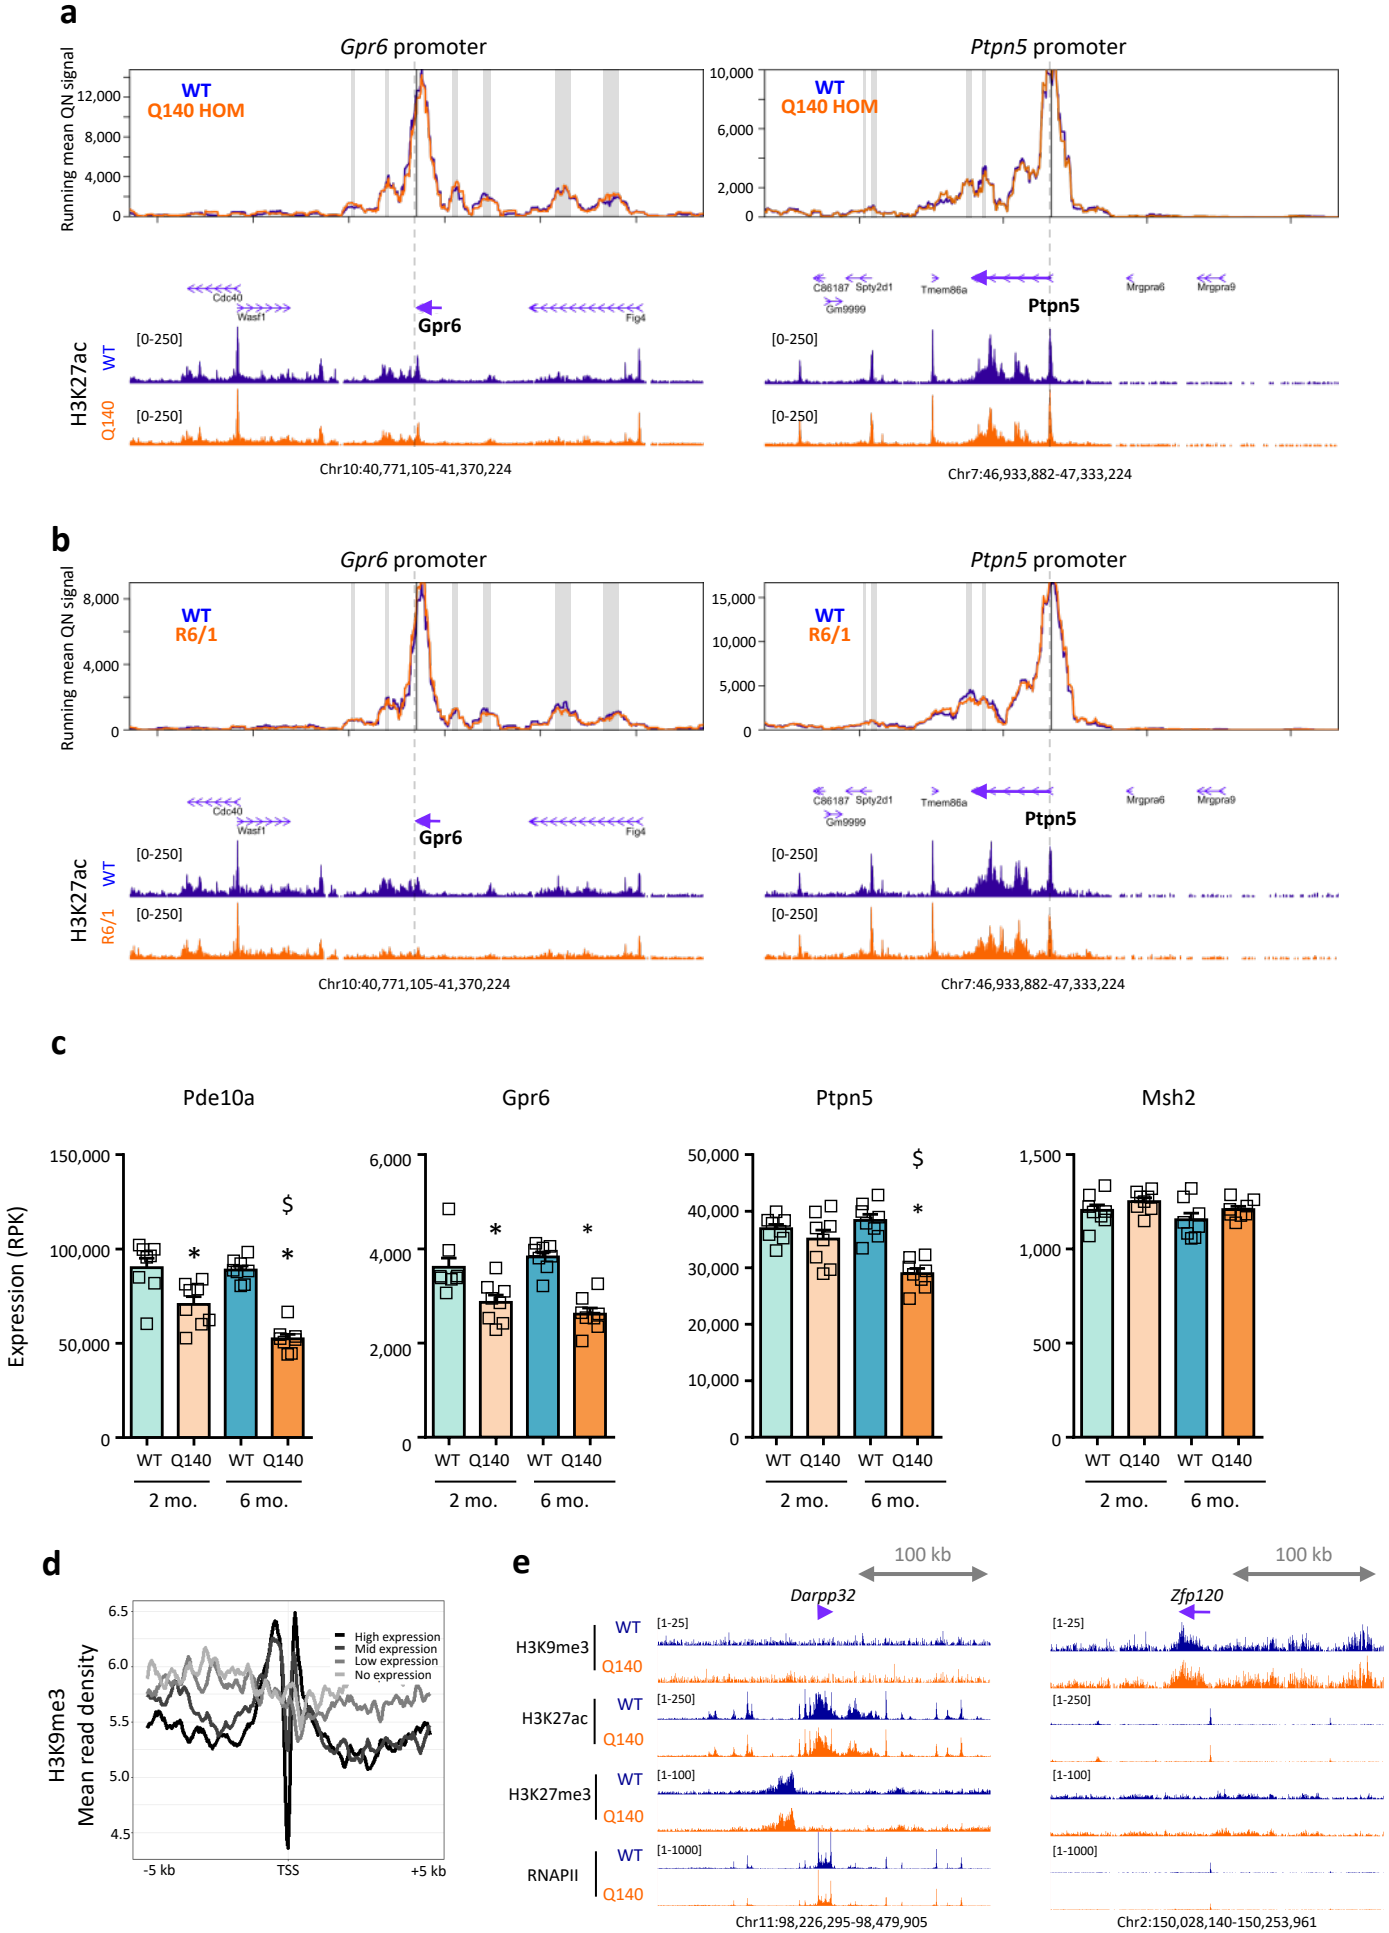 a
Gpr6 promoter
Ptpn5 promoter
Running mean QN signal
12,000
8,000
4,000
0
WT
Q140 HOM
10,000
6,000
2,000
0
WT
Q140 HOM
Cdc40
Wasf1
Gpr6
Fig4
C86187
Spty2d1
Gm9999
Tmem86a
Ptpn5
Mrgpra6
Mrgpra9
H3K27ac
WT
Q140
[0-250]
[0-250]
[0-250]
[0-250]
Chr10:40,771,105-41,370,224
Chr7:46,933,882-47,333,224
b
Gpr6 promoter
Ptpn5 promoter
Running mean QN signal
8,000
4,000
0
WT
R6/1
15,000
10,000
5,000
0
WT
R6/1
Cdc40
Wasf1
Gpr6
Fig4
C86187
Spty2d1
Gm9999
Tmem86a
Ptpn5
Mrgpra6
Mrgpra9
H3K27ac
WT
R6/1
[0-250]
[0-250]
[0-250]
[0-250]
Chr10:40,771,105-41,370,224
Chr7:46,933,882-47,333,224
c
Expression (RPK)
Pde10a
150,000
100,000
50,000
0
*
$
*
WT Q140 WT Q140
2 mo. 6 mo.
Gpr6
6,000
4,000
2,000
0
*
*
WT Q140 WT Q140
2 mo. 6 mo.
Ptpn5
50,000
40,000
30,000
20,000
10,000
0
$
*
WT Q140 WT Q140
2 mo. 6 mo.
Msh2
1,500
1,000
500
0
WT Q140 WT Q140
2 mo. 6 mo.
d
H3K9me3
Mean read density
6.5
6.0
5.5
5.0
4.5
High expression
Mid expression
Low expression
No expression
-5 kb
TSS
+5 kb
e
100 kb
100 kb
Darpp32
Zfp120
H3K9me3
WT
Q140
[1-25]
[1-25]
H3K27ac
WT
Q140
[1-250]
[1-250]
H3K27me3
WT
Q140
[1-100]
[1-100]
RNAPII
WT
Q140
[1-1000]
[1-1000]
Chr11:98,226,295-98,479,905
Chr2:150,028,140-150,253,961